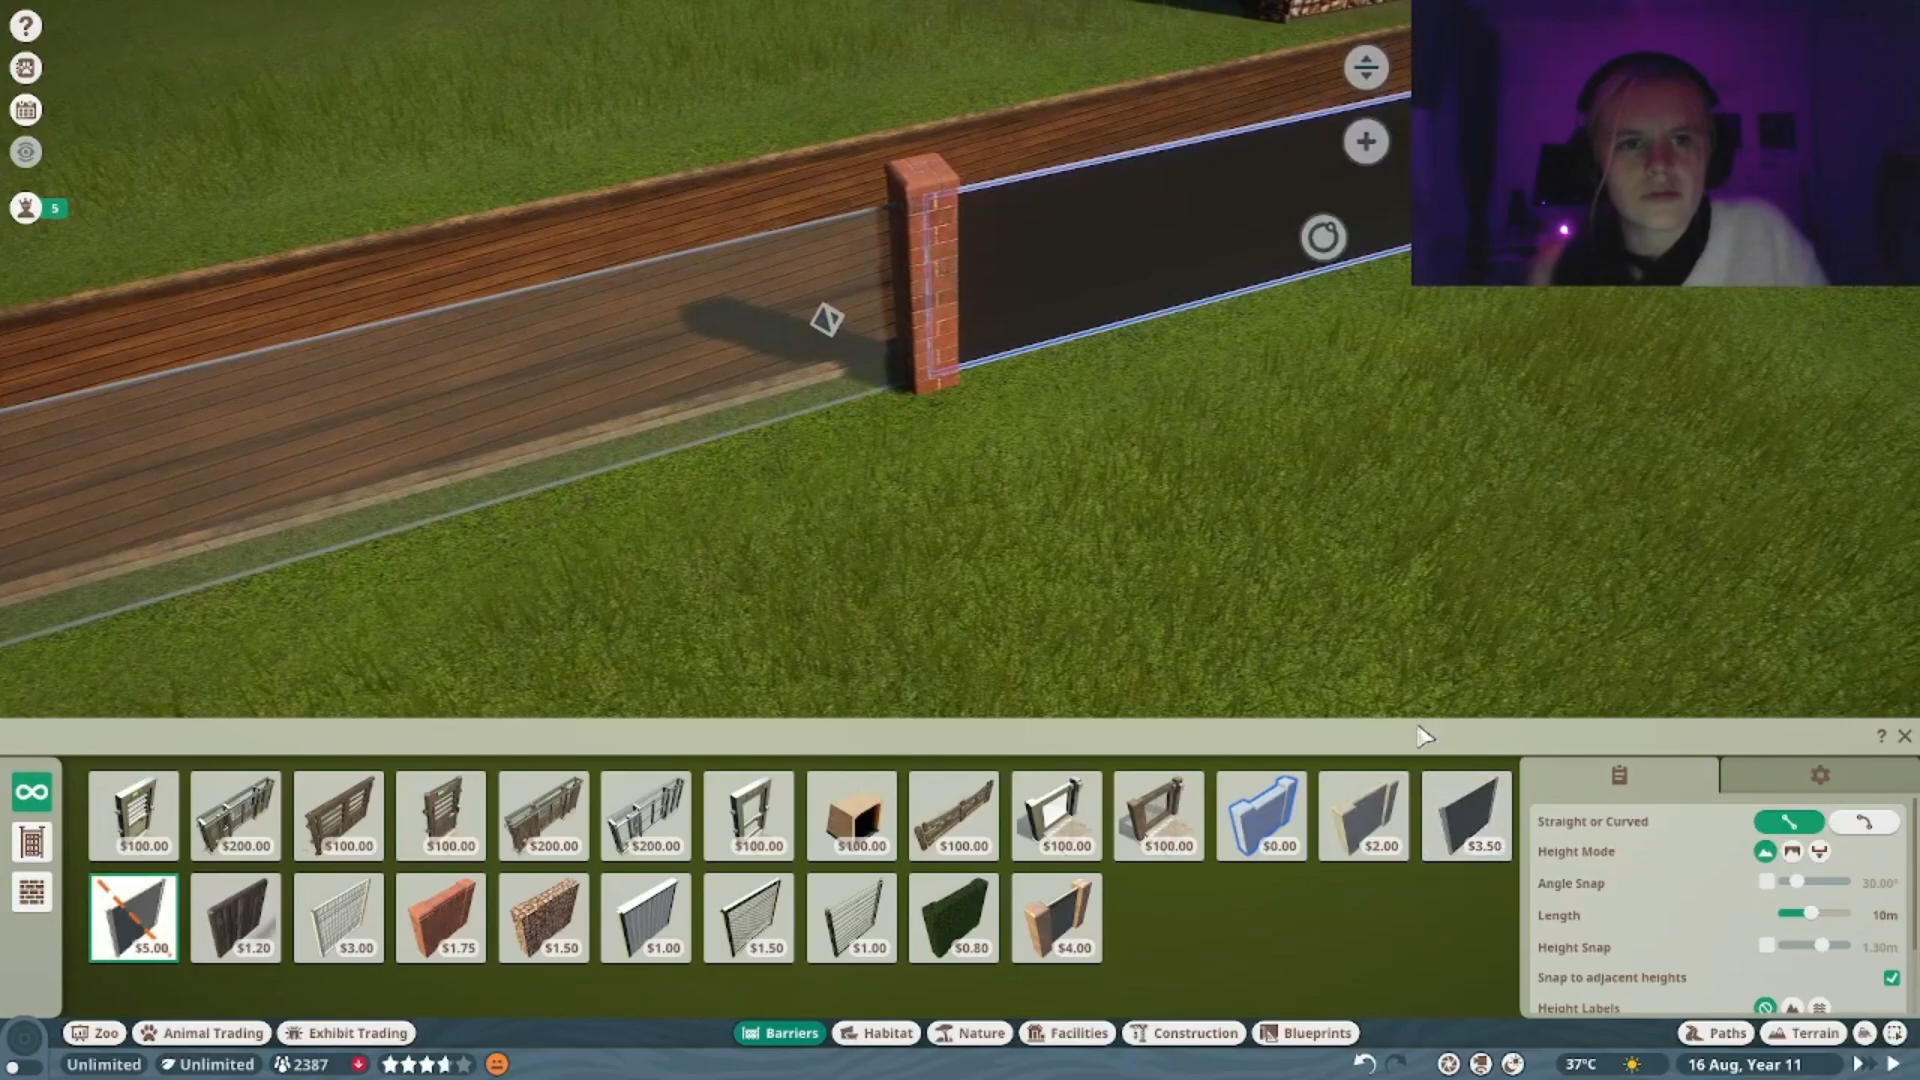 ?
5
? ×
$100.00 $200.00 $100.00 $100.00 $200.00 $200.00 $100.00 $100.00 $100.00 $100.00 $100.00 $0.00 $2.00 $3.50
$5.00 $1.20 $3.00 $1.75 $1.50 $1.00 $1.50 $1.00 $0.80 $4.00
Straight or Curved
Height Mode
Angle Snap 30.00°
Length 10m
Height Snap 1.30m
Snap to adjacent heights
Height Labels
Zoo Animal Trading Exhibit Trading Barriers Habitat Nature Facilities Construction Blueprints Paths Terrain
Unlimited Unlimited 2387 37°C 16 Aug, Year 11